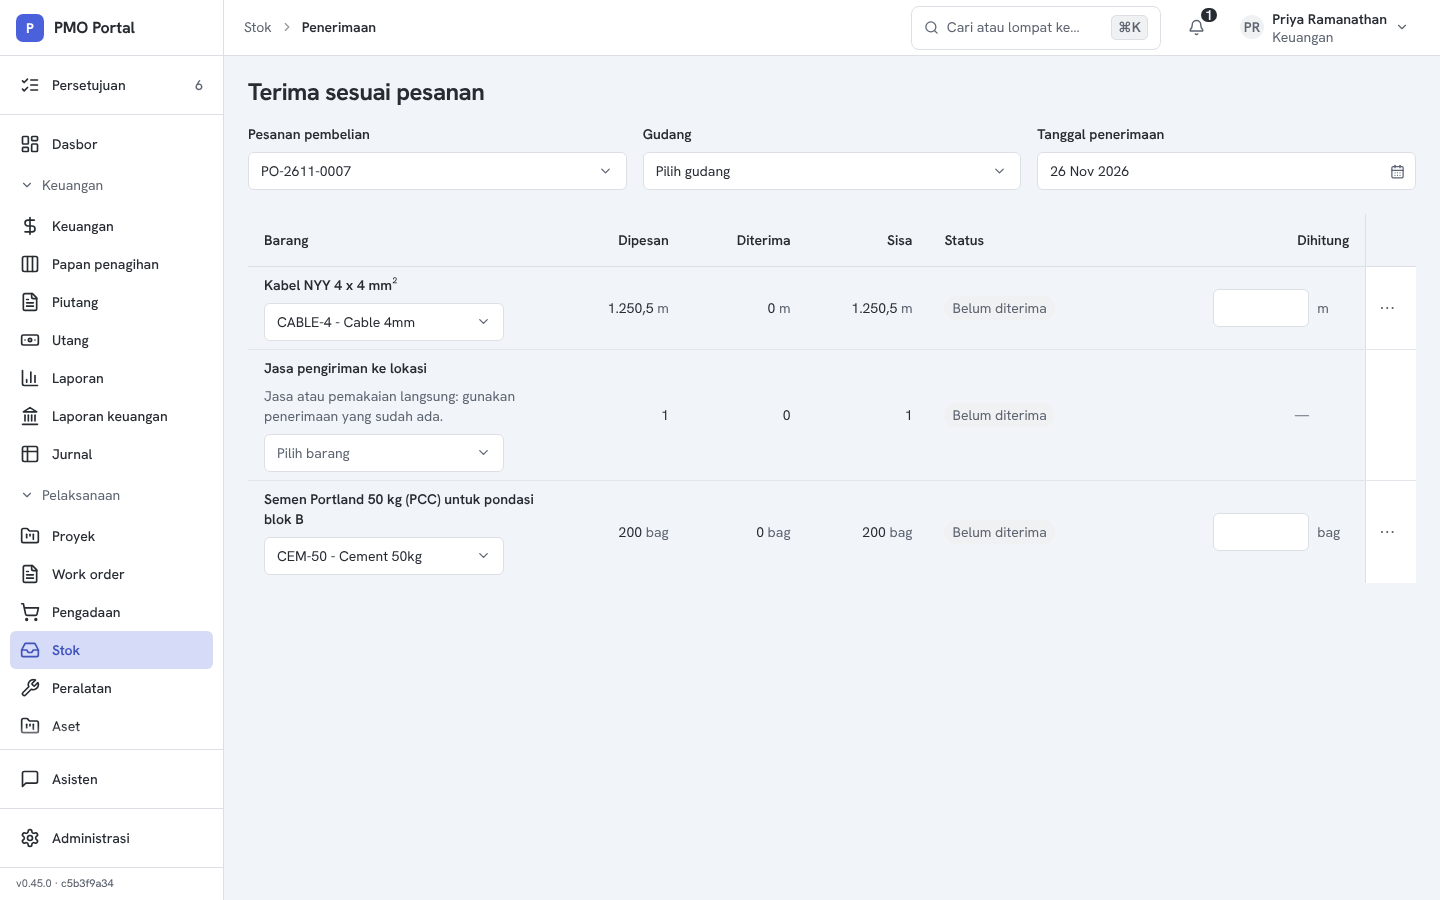 P PMO Portal
Stok > Penerimaan
Cari atau lompat ke... ⌘K
1
PR Priya Ramanathan
Keuangan
Persetujuan 6
Dasbor
Keuangan
Keuangan
Papan penagihan
Piutang
Utang
Laporan
Laporan keuangan
Jurnal
Pelaksanaan
Proyek
Work order
Pengadaan
Stok
Peralatan
Aset
Asisten
Administrasi
v0.45.0 · c5b3f9a34
Terima sesuai pesanan
Pesanan pembelian Gudang Tanggal penerimaan
PO-2611-0007 Pilih gudang 26 Nov 2026
Barang Dipesan Diterima Sisa Status Dihitung
Kabel NYY 4 x 4 mm²
CABLE-4 - Cable 4mm
1.250,5 m 0 m 1.250,5 m Belum diterima m ...
Jasa pengiriman ke lokasi
Jasa atau pemakaian langsung: gunakan
penerimaan yang sudah ada.
Pilih barang
1 0 1 Belum diterima —
Semen Portland 50 kg (PCC) untuk pondasi
blok B
CEM-50 - Cement 50kg
200 bag 0 bag 200 bag Belum diterima bag ...